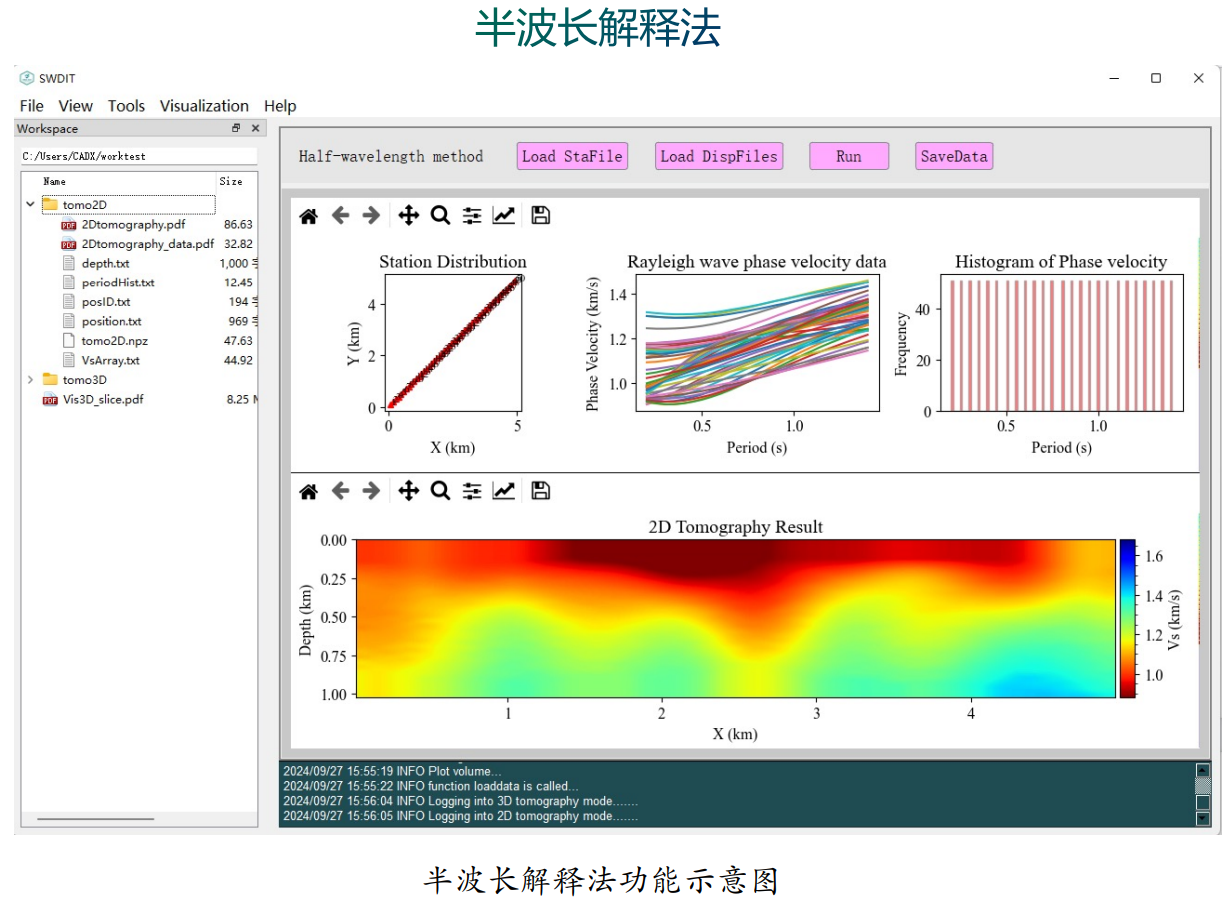 半波长解释法
SWDIT
File View Tools Visualization Help
Workspace
C:/Users/CADX/worktest
Name Size
tomo2D
2Dtomography.pdf 86.63
2Dtomography_data.pdf 32.82
depth.txt 1,000 字
periodHist.txt 12.45
posID.txt 194 字
position.txt 969 字
tomo2D.npz 47.63
VsArray.txt 44.92
tomo3D
Vis3D_slice.pdf 8.25 M
Half-wavelength method Load StaFile Load DispFiles Run SaveData
Station Distribution
Y (km)
4
2
0
0 5
X (km)
Rayleigh wave phase velocity data
Phase Velocity (km/s)
1.4
1.2
1.0
0.5 1.0
Period (s)
Histogram of Phase velocity
Frequency
40
20
0
0.5 1.0
Period (s)
2D Tomography Result
Depth (km)
0.00
0.25
0.50
0.75
1.00
1 2 3 4
X (km)
1.6
1.4
1.2
1.0
Vs (km/s)
2024/09/27 15:55:19 INFO Plot volume...
2024/09/27 15:55:22 INFO function loaddata is called...
2024/09/27 15:56:04 INFO Logging into 3D tomography mode.......
2024/09/27 15:56:05 INFO Logging into 2D tomography mode.......
半波长解释法功能示意图